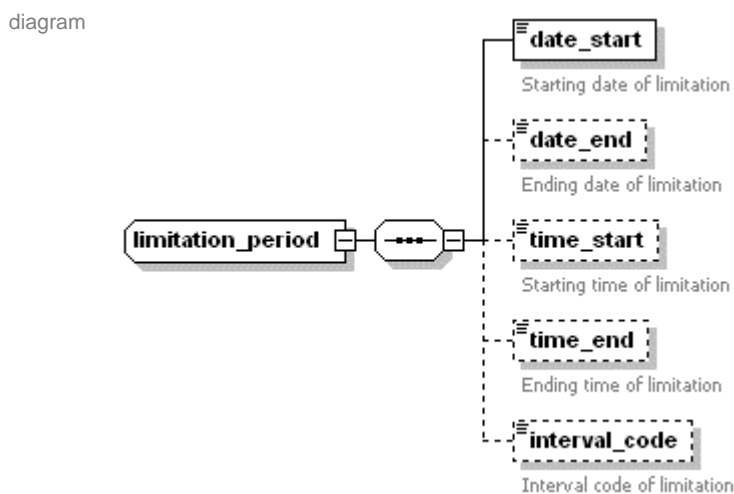 diagram
date_start
Starting date of limitation
date_end
Ending date of limitation
limitation_period
time_start
Starting time of limitation
time_end
Ending time of limitation
interval_code
Interval code of limitation